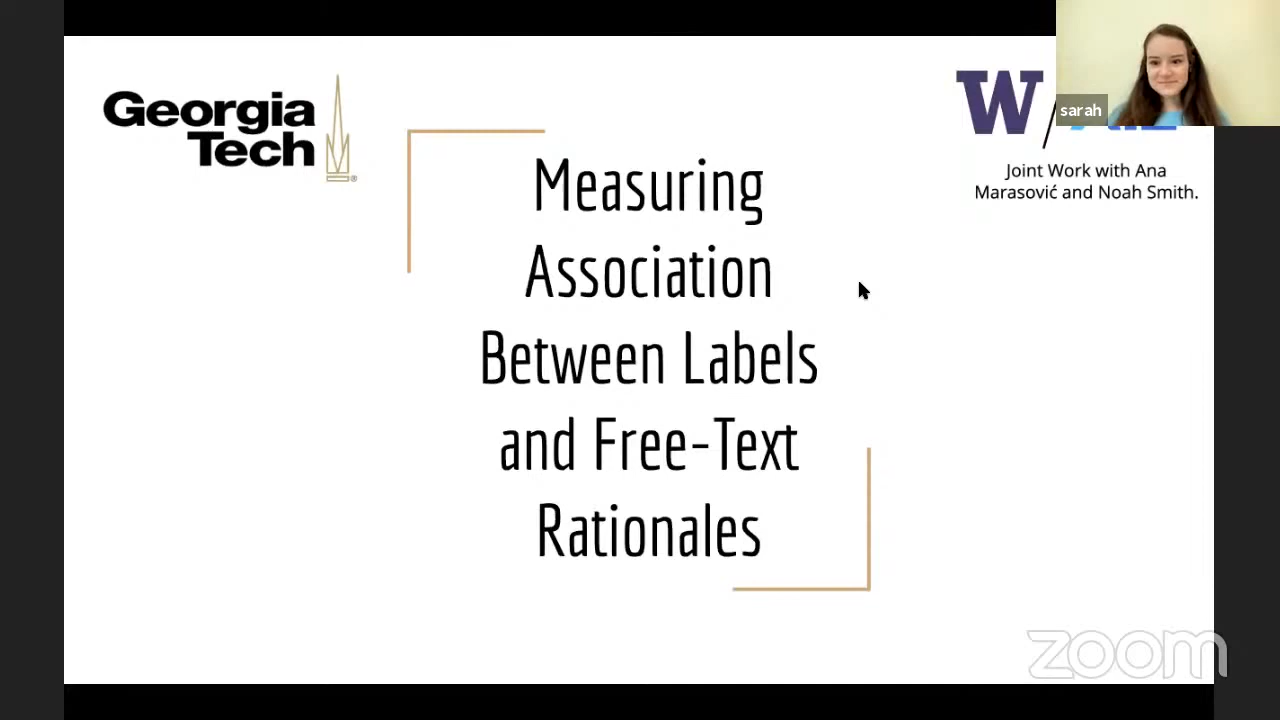 Georgia
Tech
®
W
sarah
Joint Work with Ana
Marasović and Noah Smith.
Measuring
Association
Between Labels
and Free-Text
Rationales
zoom